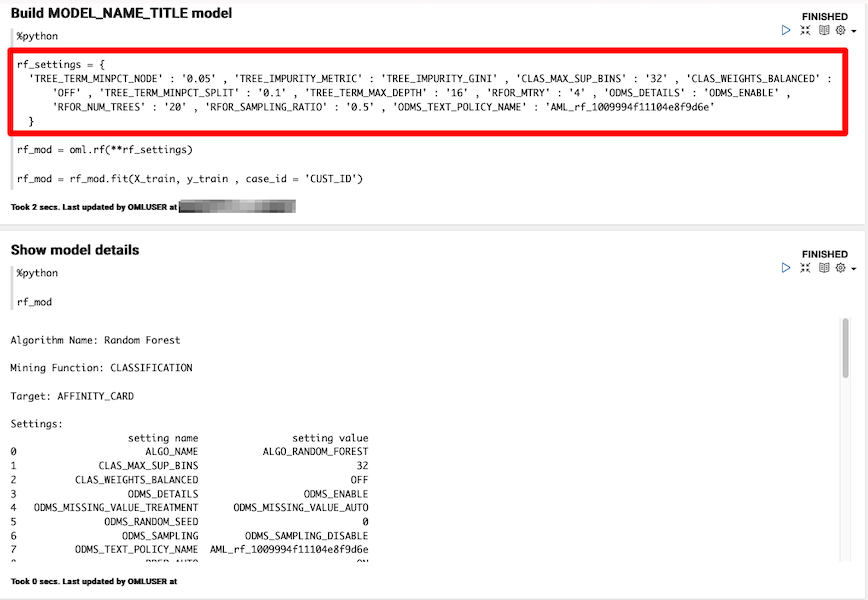 Build MODEL_NAME_TITLE model
FINISHED
%python
rf_settings = {
'TREE_TERM_MINPCT_NODE' : '0.05' , 'TREE_IMPURITY_METRIC' : 'TREE_IMPURITY_GINI' , 'CLAS_MAX_SUP_BINS' : '32' , 'CLAS_WEIGHTS_BALANCED' :
'OFF' , 'TREE_TERM_MINPCT_SPLIT' : '0.1' , 'TREE_TERM_MAX_DEPTH' : '16' , 'RFOR_MTRY' : '4' , 'ODMS_DETAILS' : 'ODMS_ENABLE' ,
'RFOR_NUM_TREES' : '20' , 'RFOR_SAMPLING_RATIO' : '0.5' , 'ODMS_TEXT_POLICY_NAME' : 'AML_rf_1009994f11104e8f9d6e'
}
rf_mod = oml.rf(**rf_settings)
rf_mod = rf_mod.fit(X_train, y_train , case_id = 'CUST_ID')
Took 2 secs. Last updated by OMLUSER at
Show model details
FINISHED
%python
rf_mod
Algorithm Name: Random Forest
Mining Function: CLASSIFICATION
Target: AFFINITY_CARD
Settings:
setting name setting value
0 ALGO_NAME ALGO_RANDOM_FOREST
1 CLAS_MAX_SUP_BINS 32
2 CLAS_WEIGHTS_BALANCED OFF
3 ODMS_DETAILS ODMS_ENABLE
4 ODMS_MISSING_VALUE_TREATMENT ODMS_MISSING_VALUE_AUTO
5 ODMS_RANDOM_SEED 0
6 ODMS_SAMPLING ODMS_SAMPLING_DISABLE
7 ODMS_TEXT_POLICY_NAME AML_rf_1009994f11104e8f9d6e
Took 0 secs. Last updated by OMLUSER at